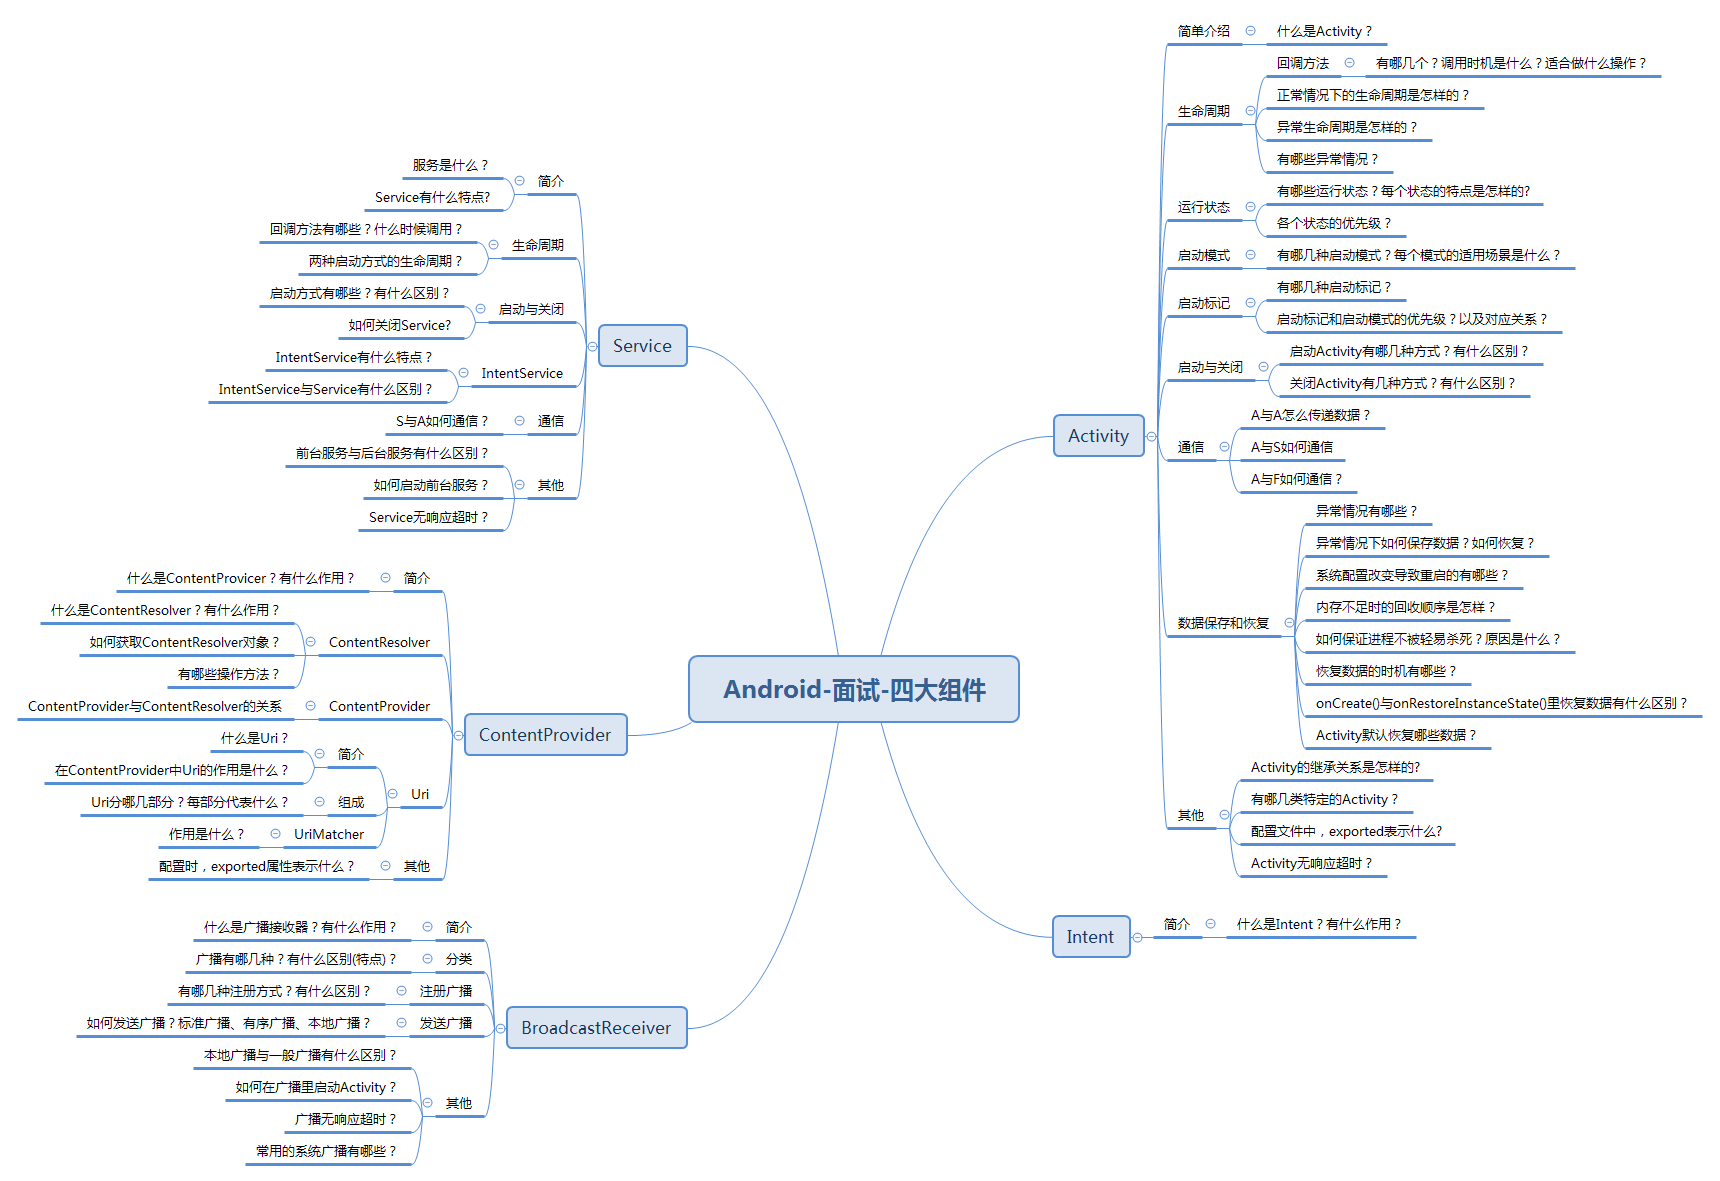 Android-面试-四大组件
Activity
简单介绍
什么是Activity？
生命周期
回调方法
有哪几个？调用时机是什么？适合做什么操作？
正常情况下的生命周期是怎样的？
异常生命周期是怎样的？
有哪些异常情况？
运行状态
有哪些运行状态？每个状态的特点是怎样的?
各个状态的优先级？
启动模式
有哪几种启动模式？每个模式的适用场景是什么？
启动标记
有哪几种启动标记？
启动标记和启动模式的优先级？以及对应关系？
启动与关闭
启动Activity有哪几种方式？有什么区别？
关闭Activity有几种方式？有什么区别？
通信
A与A怎么传递数据？
A与S如何通信
A与F如何通信？
数据保存和恢复
异常情况有哪些？
异常情况下如何保存数据？如何恢复？
系统配置改变导致重启的有哪些？
内存不足时的回收顺序是怎样？
如何保证进程不被轻易杀死？原因是什么？
恢复数据的时机有哪些？
onCreate()与onRestoreInstanceState()里恢复数据有什么区别？
Activity默认恢复哪些数据？
其他
Activity的继承关系是怎样的?
有哪几类特定的Activity？
配置文件中，exported表示什么?
Activity无响应超时？
Intent
简介
什么是Intent？有什么作用？
Service
简介
服务是什么？
Service有什么特点?
生命周期
回调方法有哪些？什么时候调用？
两种启动方式的生命周期？
启动与关闭
启动方式有哪些？有什么区别？
如何关闭Service?
IntentService
IntentService有什么特点？
IntentService与Service有什么区别？
通信
S与A如何通信？
其他
前台服务与后台服务有什么区别？
如何启动前台服务？
Service无响应超时？
ContentProvider
简介
什么是ContentProvicer？有什么作用？
ContentResolver
什么是ContentResolver？有什么作用？
如何获取ContentResolver对象？
有哪些操作方法？
ContentProvider
ContentProvider与ContentResolver的关系
Uri
简介
什么是Uri？
在ContentProvider中Uri的作用是什么？
组成
Uri分哪几部分？每部分代表什么？
UriMatcher
作用是什么？
其他
配置时，exported属性表示什么？
BroadcastReceiver
简介
什么是广播接收器？有什么作用？
分类
广播有哪几种？有什么区别(特点)？
注册广播
有哪几种注册方式？有什么区别？
发送广播
如何发送广播？标准广播、有序广播、本地广播？
其他
本地广播与一般广播有什么区别？
如何在广播里启动Activity？
广播无响应超时？
常用的系统广播有哪些？